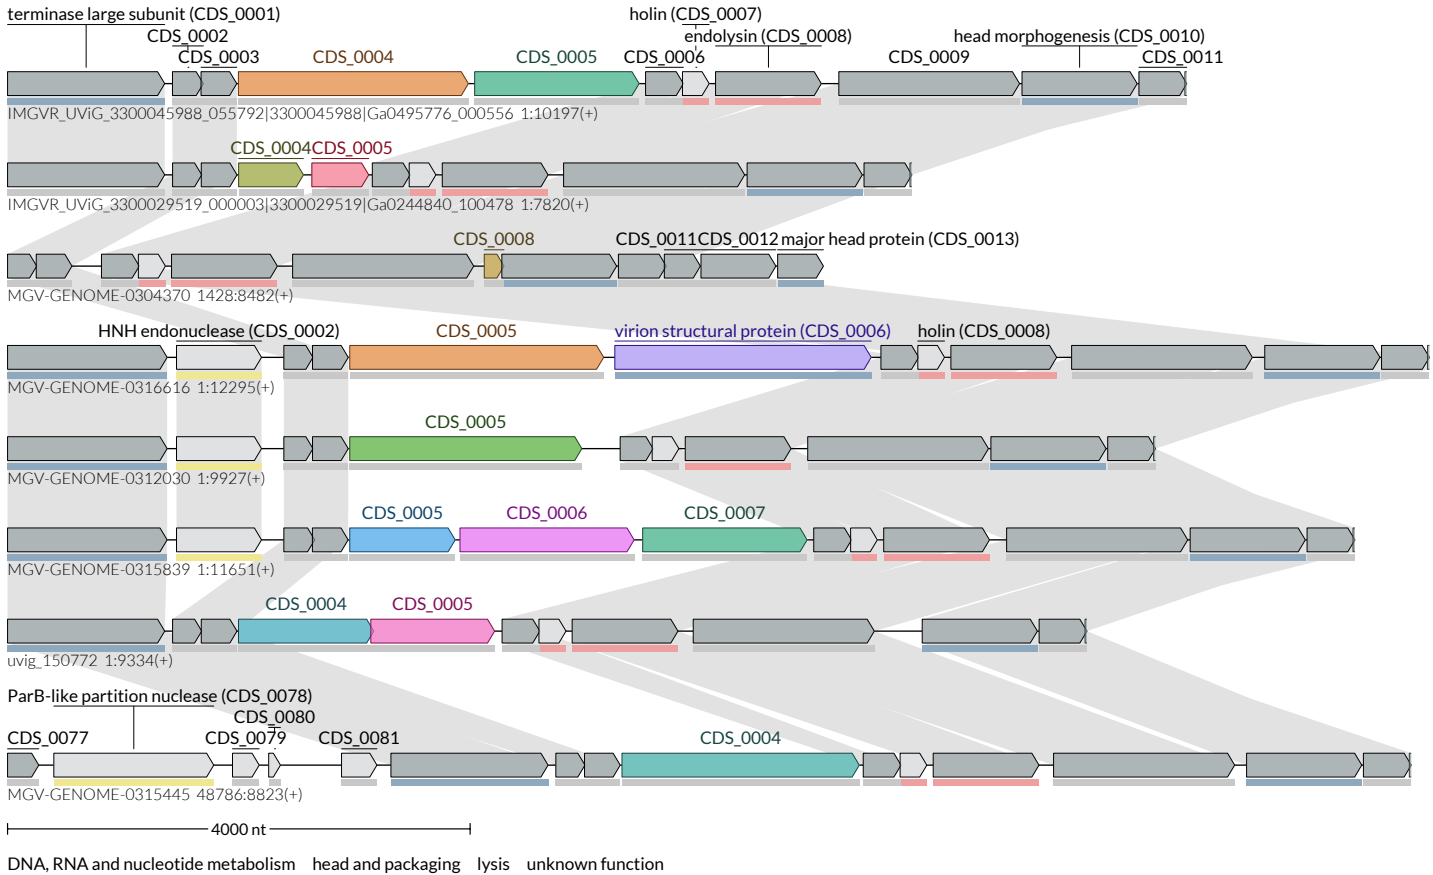 terminase large subunit (CDS_0001)
holin (CDS_0007)
CDS_0002
endolysin (CDS_0008)
head morphogenesis (CDS_0010)
CDS_0003
CDS_0004
CDS_0005
CDS_0006
CDS_0009
CDS_0011
IMGVR_UViG_3300045988_055792|3300045988|Ga0495776_000556 1:10197(+)
CDS_0004
CDS_0005
IMGVR_UViG_3300029519_000003|3300029519|Ga0244840_100478 1:7820(+)
CDS_0008
CDS_0011
CDS_0012
major head protein (CDS_0013)
MGV-GENOME-0304370 1428:8482(+)
HNH endonuclease (CDS_0002)
CDS_0005
virion structural protein (CDS_0006)
holin (CDS_0008)
MGV-GENOME-0316616 1:12295(+)
CDS_0005
MGV-GENOME-0312030 1:9927(+)
CDS_0005
CDS_0006
CDS_0007
MGV-GENOME-0315839 1:11651(+)
CDS_0004
CDS_0005
uvig_150772 1:9334(+)
ParB-like partition nuclease (CDS_0078)
CDS_0080
CDS_0077
CDS_0079
CDS_0081
CDS_0004
MGV-GENOME-0315445 48786:8823(+)
4000 nt
DNA, RNA and nucleotide metabolism head and packaging lysis unknown function